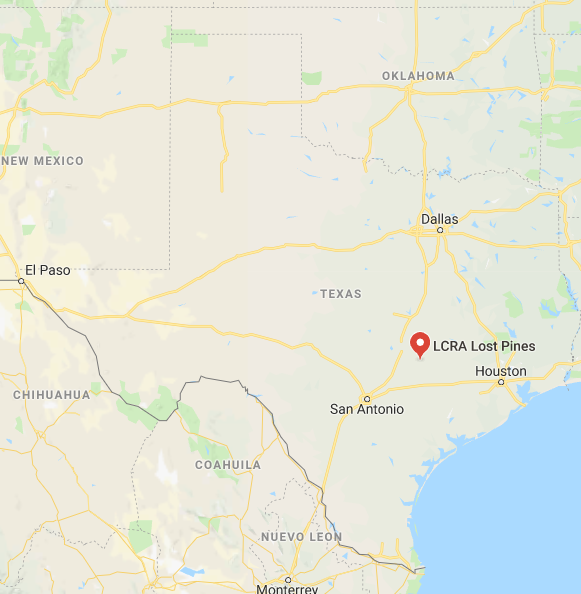 OKLAHOMA
NEW MEXICO
Dallas
El Paso
TEXAS
LCRA Lost Pines
Houston
CHIHUAHUA
San Antonio
COAHUILA
NUEVO LEON
Monterrey